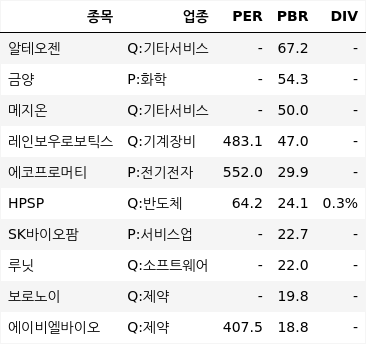 종목 업종 PER PBR DIV
알테오젠 Q:기타서비스 - 67.2 -
금양 P:화학 - 54.3 -
메지온 Q:기타서비스 - 50.0 -
레인보우로보틱스 Q:기계장비 483.1 47.0 -
에코프로머티 P:전기전자 552.0 29.9 -
HPSP Q:반도체 64.2 24.1 0.3%
SK바이오팜 P:서비스업 - 22.7 -
루닛 Q:소프트웨어 - 22.0 -
보로노이 Q:제약 - 19.8 -
에이비엘바이오 Q:제약 407.5 18.8 -